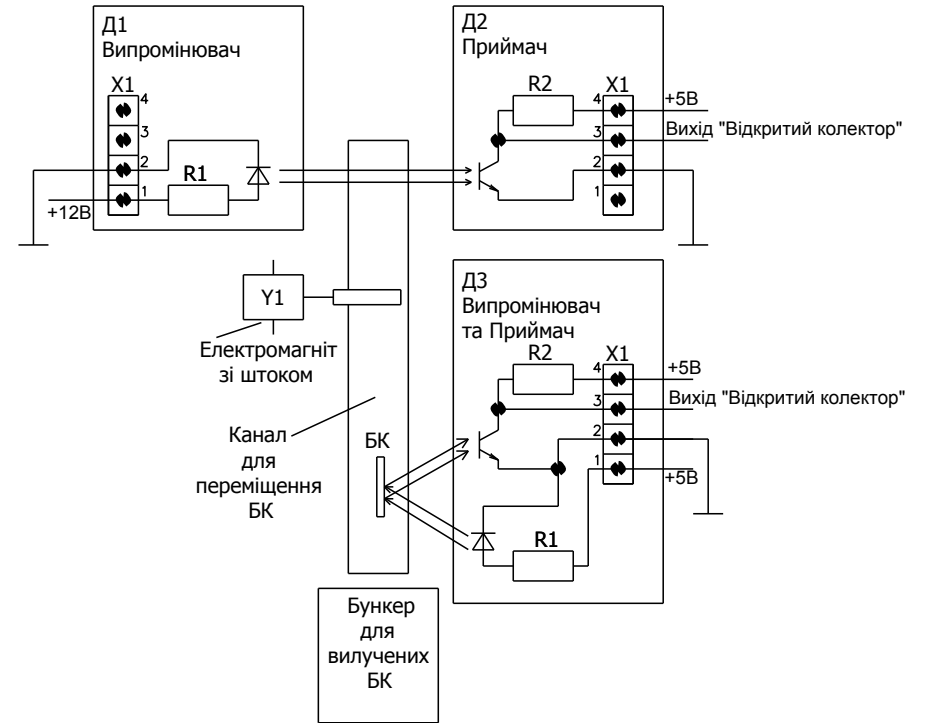 Д1
Випромінювач
X1
4
3
2
1
R1
+12В
Д2
Приймач
R2
X1
4
3
2
1
+5В
Вихід "Відкритий колектор"
Y1
Електромагніт
зі штоком
Канал
для
переміщення
БК
БК
Д3
Випромінювач
та Приймач
R2
X1
4
3
2
1
+5В
Вихід "Відкритий колектор"
+5В
R1
Бункер
для
вилучених
БК